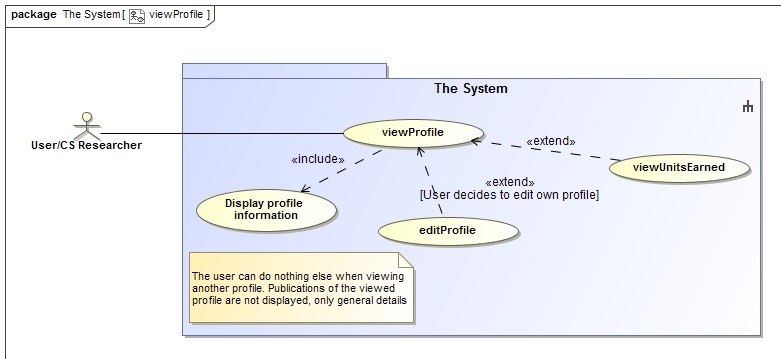 package The System[ viewProfile ]
The System
User/CS Researcher
viewProfile
«include»
«extend»
viewUnitsEarned
«extend»
[User decides to edit own profile]
Display profile
information
editProfile
The user can do nothing else when viewing
another profile. Publications of the viewed
profile are not displayed, only general details